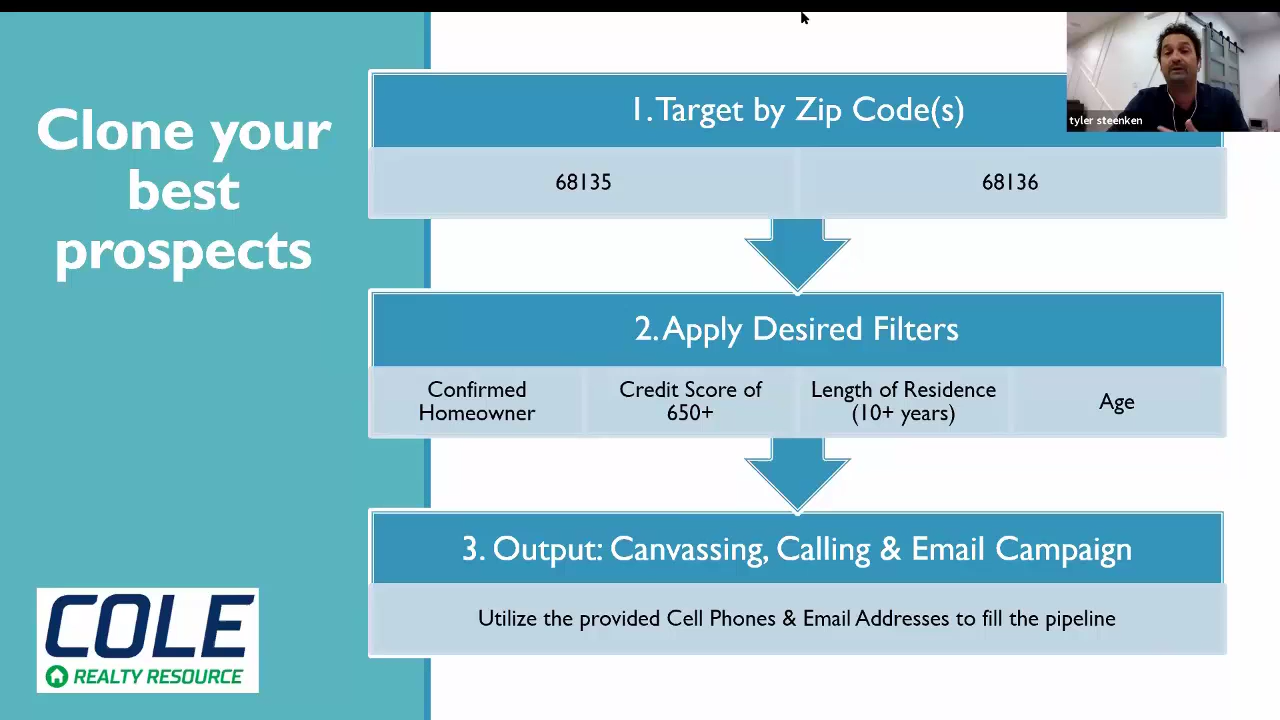 Clone your
best
prospects
1. Target by Zip Code(s)
68135
68136
2. Apply Desired Filters
Confirmed
Homeowner
Credit Score of
650+
Length of Residence
(10+ years)
Age
3. Output: Canvassing, Calling & Email Campaign
Utilize the provided Cell Phones & Email Addresses to fill the pipeline
COLE
REALTY RESOURCE
tyler steenken